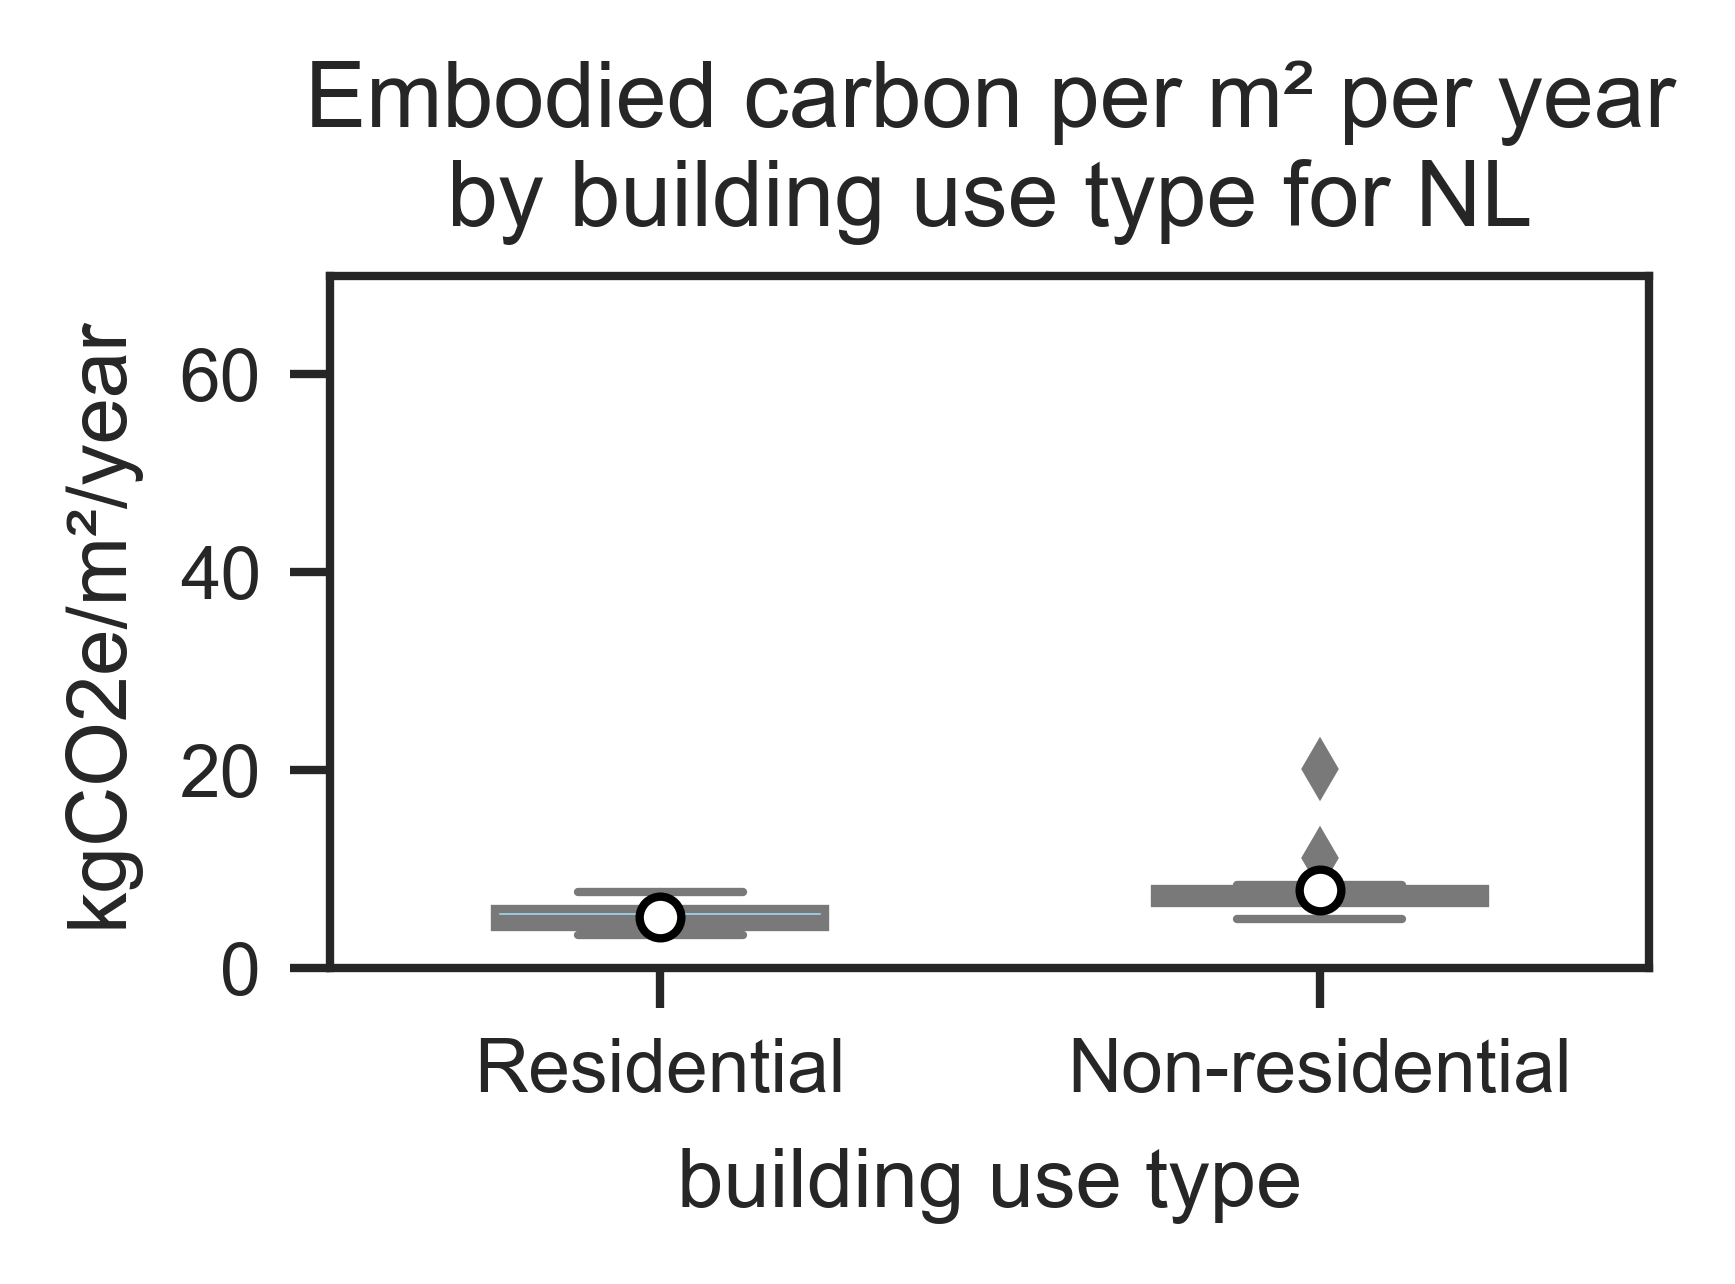 Embodied carbon per m² per year
by building use type for NL
kgCO2e/m²/year
60
40
20
0
Residential
Non-residential
building use type